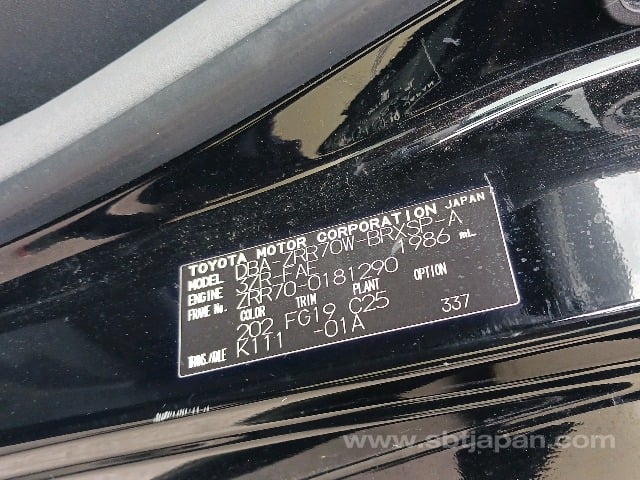 TOYOTA MOTOR CORPORATION JAPAN
MODEL DBA-ZRR70W-BRXSP-A
ENGINE 3ZR-FAE 1986 mL.
FRAME No. ZRR70-0181290
COLOR TRIM PLANT OPTION
202 FG19 C25 337
TRNS./AXLE K111 -01A
www.sbtjapan.com